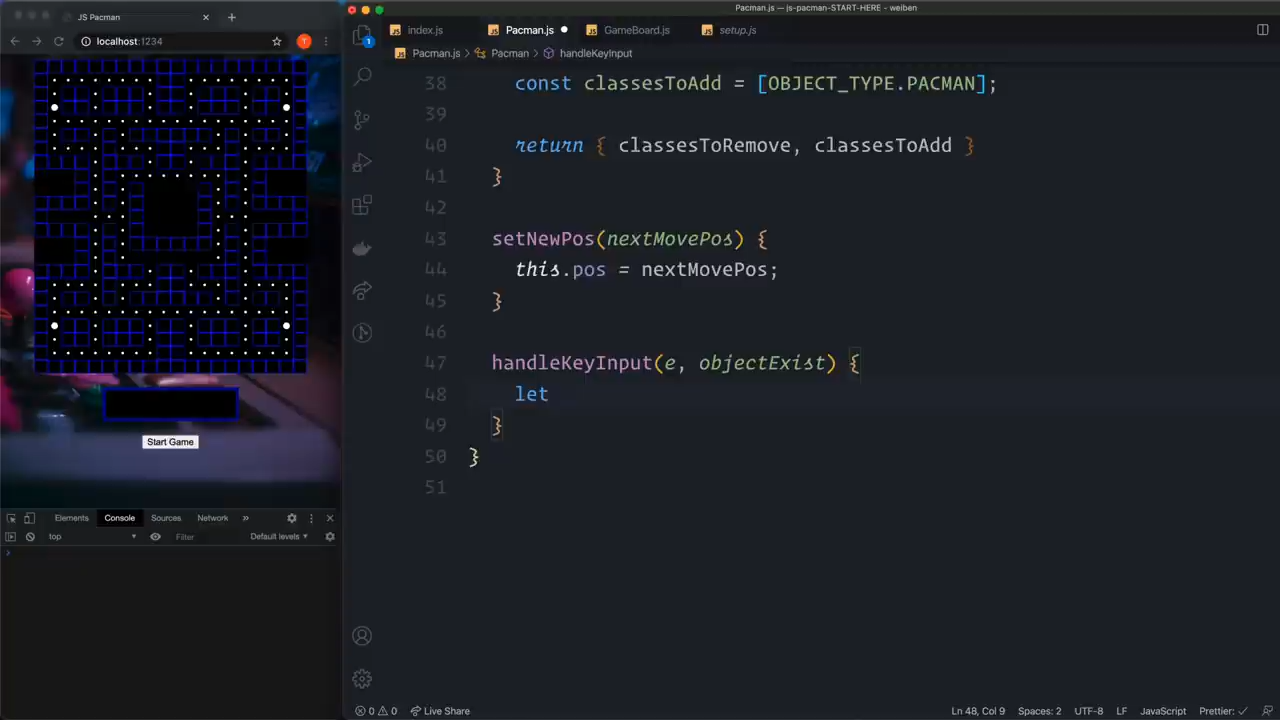 JS Pacman
localhost:1234
T
Start Game
Elements Console Sources Network »
top Filter Default levels
Pacman.js — js-pacman-START-HERE - weiben
index.js Pacman.js GameBoard.js setup.js
Pacman.js > Pacman > handleKeyInput
1
38 const classesToAdd = [OBJECT_TYPE.PACMAN];
39
40 return { classesToRemove, classesToAdd }
41 }
42
43 setNewPos(nextMovePos) {
44 this.pos = nextMovePos;
45 }
46
47 handleKeyInput(e, objectExist) {
48 let
49 }
50 }
51
0 0 Live Share Ln 48, Col 9 Spaces: 2 UTF-8 LF JavaScript Prettier: ✓